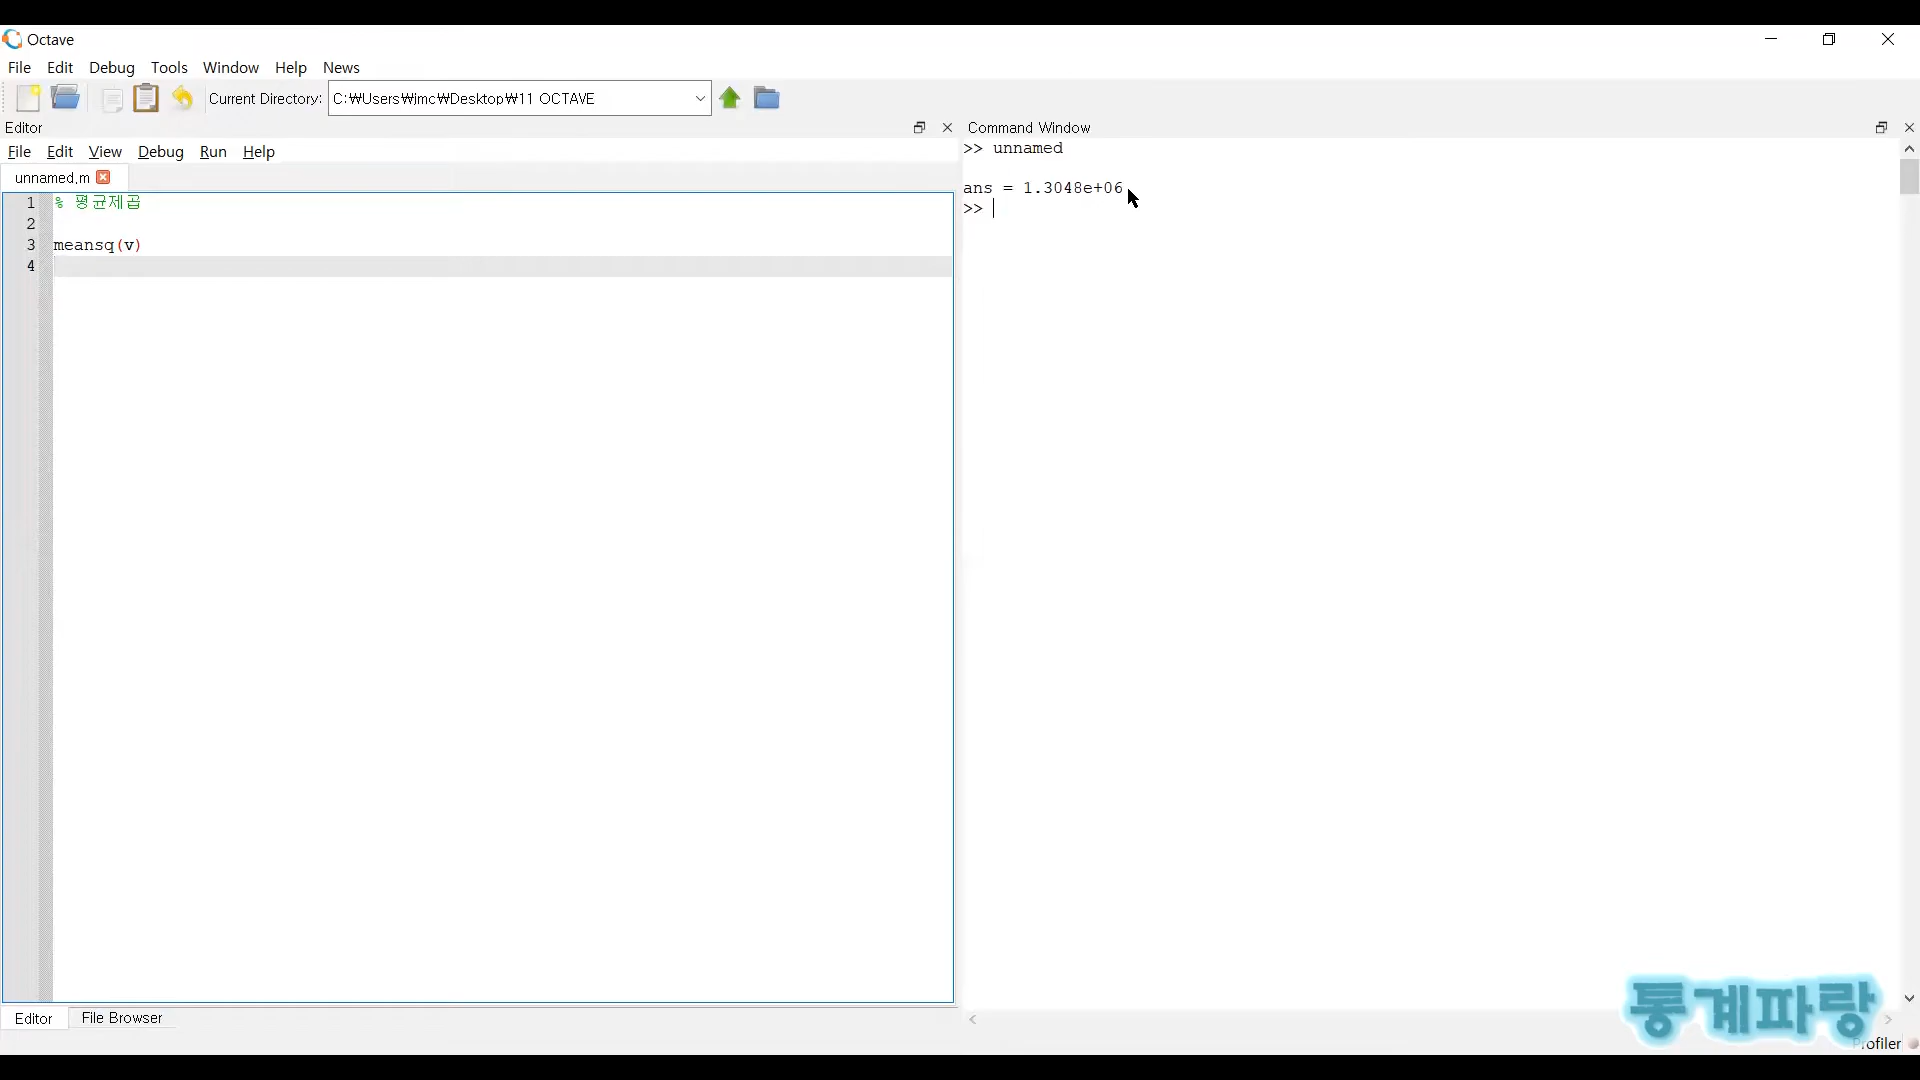 Octave
File Edit Debug Tools Window Help News
Current Directory: C:₩Users₩jmc₩Desktop₩11 OCTAVE
Editor
File Edit View Debug Run Help
unnamed.m
1 % 평균제곱
2
3 meansq(v)
4
Editor File Browser
Command Window
>> unnamed
ans = 1.3048e+06
>>
통계파랑
Profiler